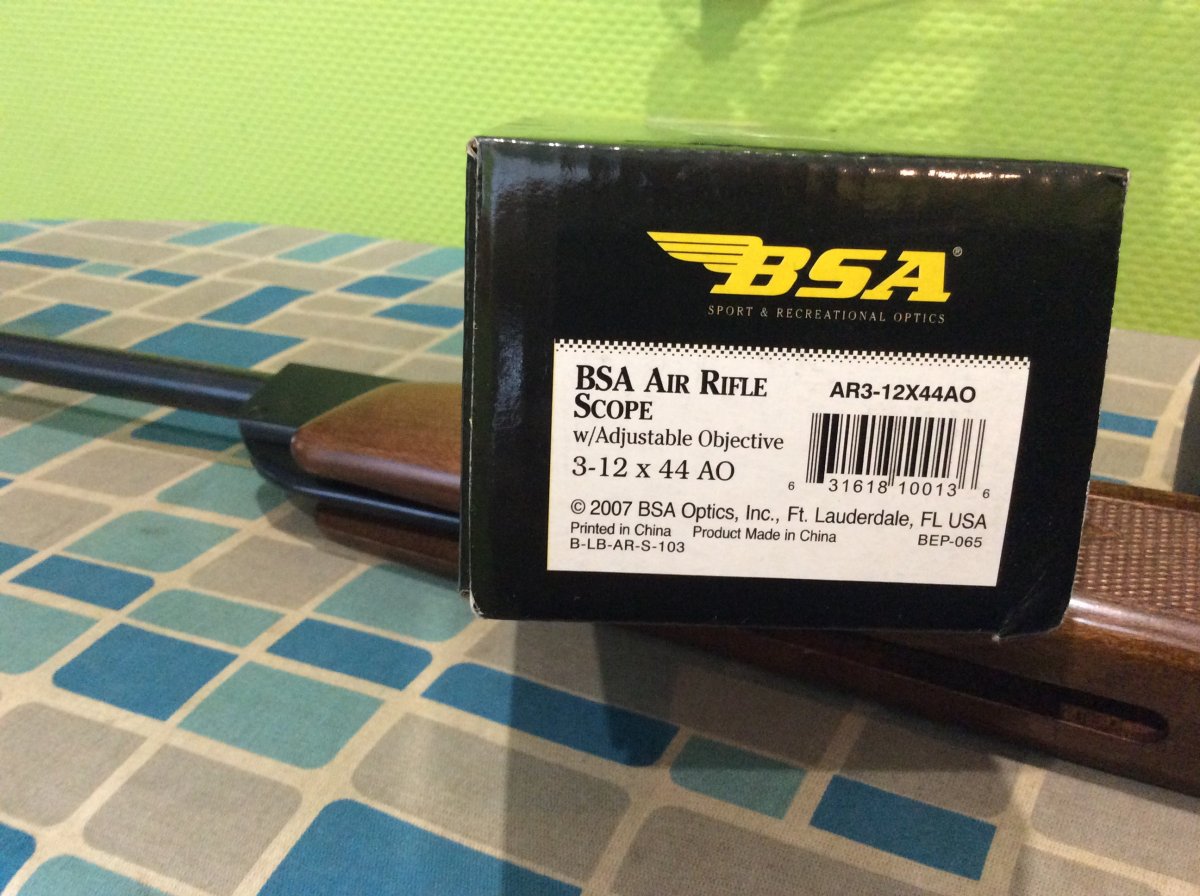 BSA®
SPORT & RECREATIONAL OPTICS
BSA AIR RIFLE
SCOPE
w/Adjustable Objective
3-12 x 44 AO
AR3-12X44AO
6 31618 10013 6
© 2007 BSA Optics, Inc., Ft. Lauderdale, FL USA
Printed in China Product Made in China
B-LB-AR-S-103 BEP-065